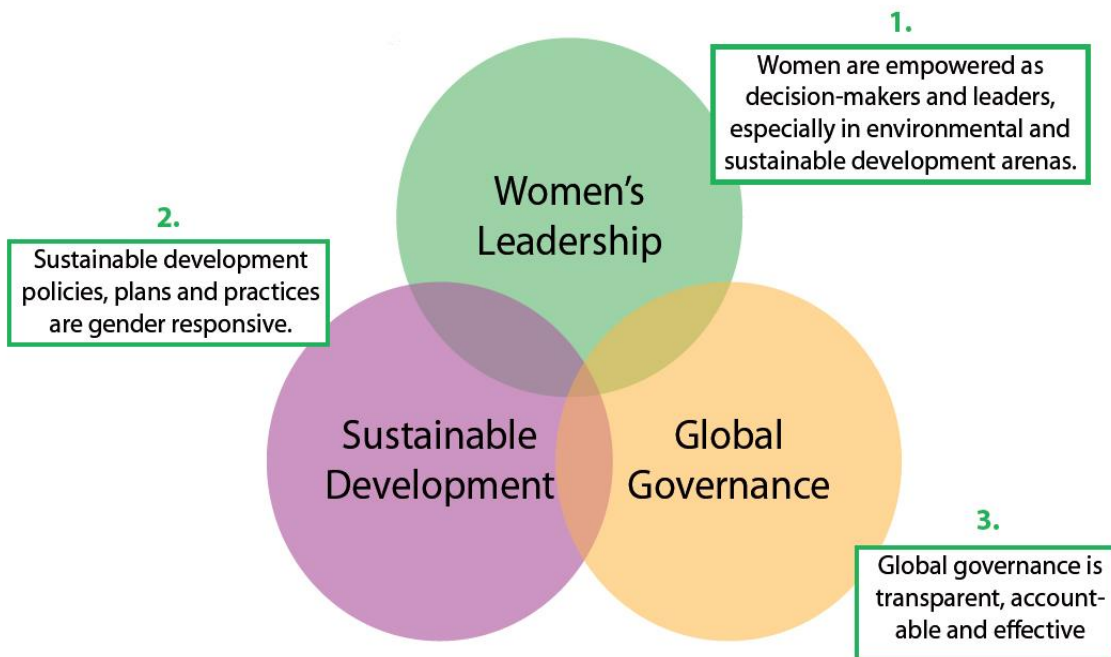 1.
Women are empowered as
decision-makers and leaders,
especially in environmental and
sustainable development arenas.
Women's
Leadership
2.
Sustainable development
policies, plans and practices
are gender responsive.
Sustainable
Development
Global
Governance
3.
Global governance is
transparent, account-
able and effective